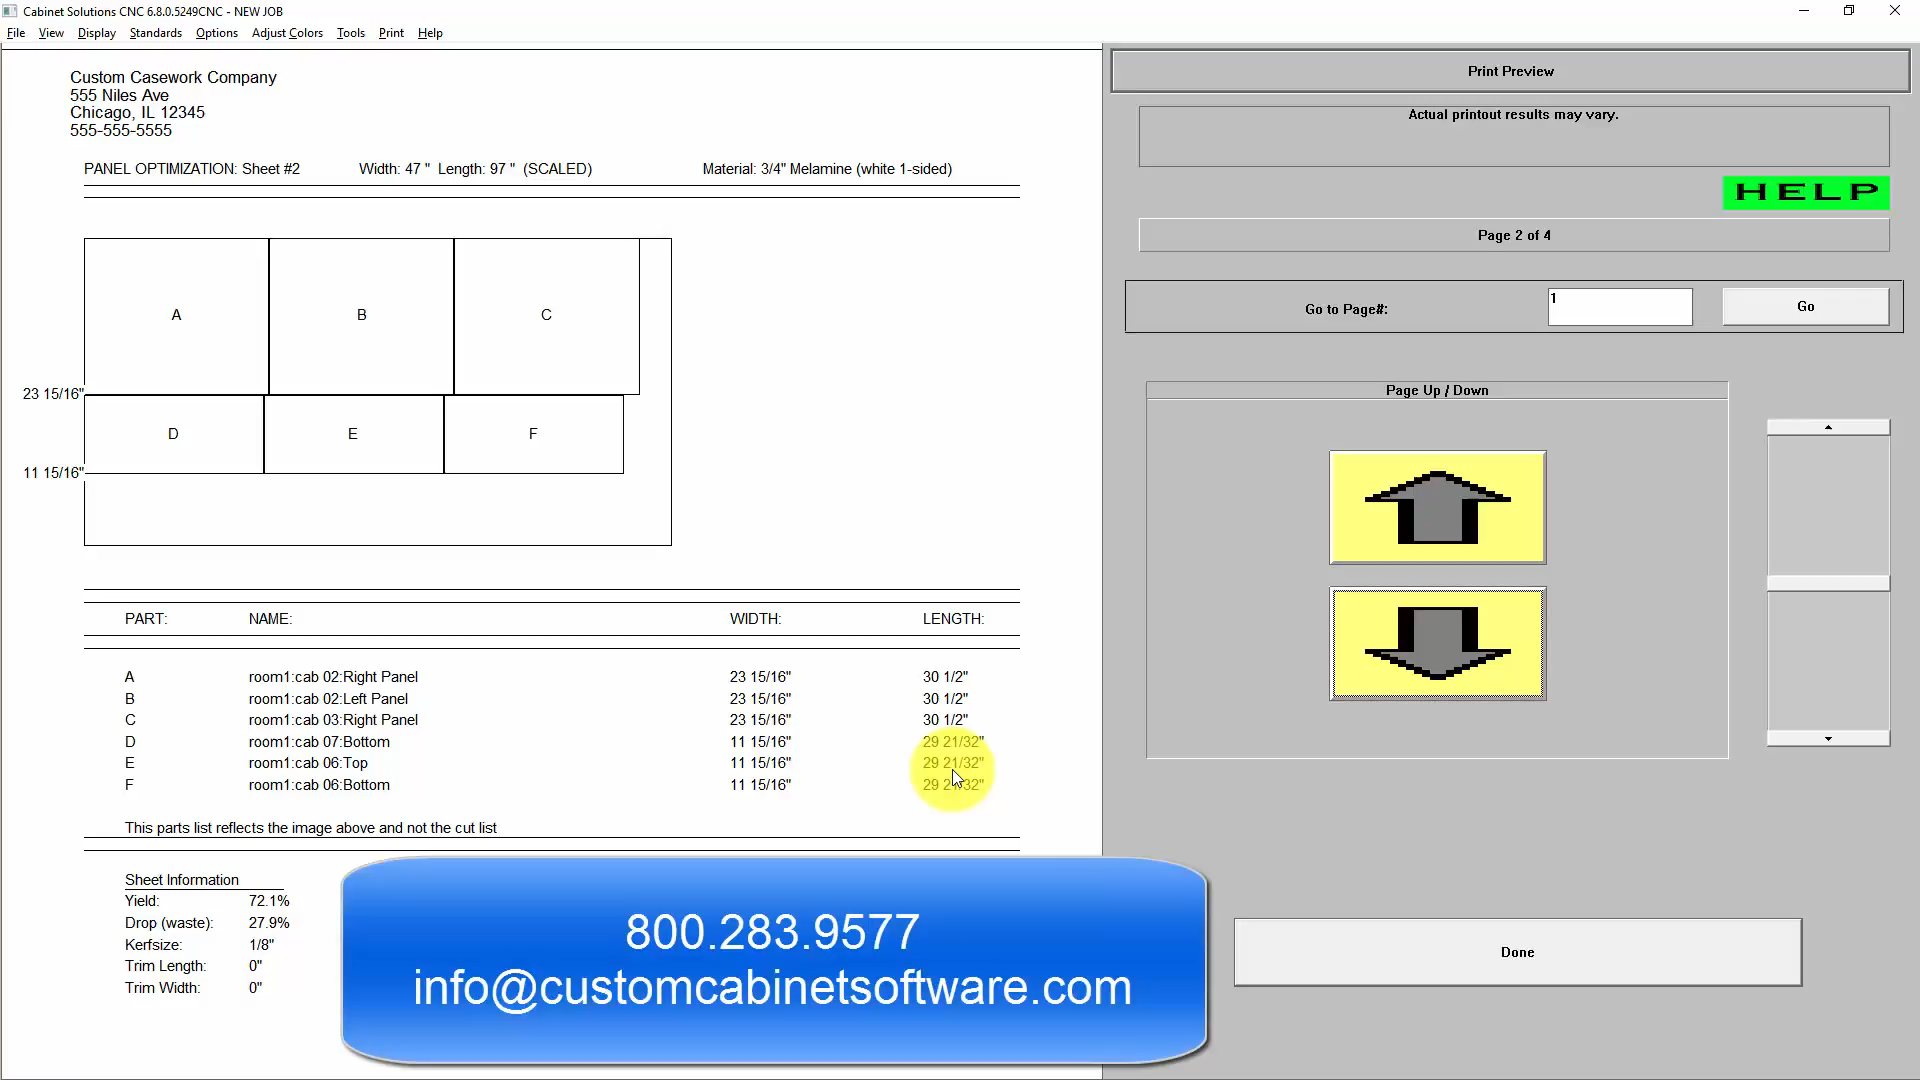 Cabinet Solutions CNC 6.8.0.5249CNC - NEW JOB
File View Display Standards Options Adjust Colors Tools Print Help
Custom Casework Company
555 Niles Ave
Chicago, IL 12345
555-555-5555
PANEL OPTIMIZATION: Sheet #2 Width: 47 " Length: 97 " (SCALED) Material: 3/4" Melamine (white 1-sided)
A B C
23 15/16"
D E F
11 15/16"
PART: NAME: WIDTH: LENGTH:
A room1:cab 02:Right Panel 23 15/16" 30 1/2"
B room1:cab 02:Left Panel 23 15/16" 30 1/2"
C room1:cab 03:Right Panel 23 15/16" 30 1/2"
D room1:cab 07:Bottom 11 15/16" 29 21/32"
E room1:cab 06:Top 11 15/16" 29 21/32"
F room1:cab 06:Bottom 11 15/16" 29 21/32"
This parts list reflects the image above and not the cut list
Sheet Information
Yield: 72.1%
Drop (waste): 27.9%
Kerfsize: 1/8"
Trim Length: 0"
Trim Width: 0"
800.283.9577
info@customcabinetsoftware.com
Print Preview
Actual printout results may vary.
HELP
Page 2 of 4
Go to Page#: 1 Go
Page Up / Down
Done